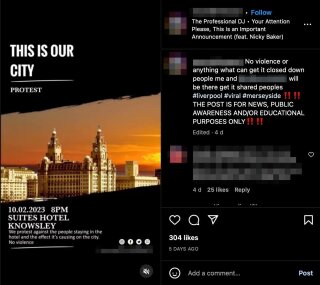 THIS IS OUR
CITY
PROTEST
10.02.2023 8PM
SUITES HOTEL
KNOWSLEY
We protest against the people staying in the
hotel and the effect it's causing on the city.
No violence
• Follow
The Professional DJ • Your Attention
Please, This Is an Important
Announcement (feat. Nicky Baker)
No violence or
anything what can get it closed down
people me and
will
be there get it shared peoples
#liverpool #viral #merseyside ‼️‼️
THE POST IS FOR NEWS, PUBLIC
AWARENESS AND/OR EDUCATIONAL
PURPOSES ONLY‼️‼️
Edited · 4 d
4 d 25 likes Reply
304 likes
5 DAYS AGO
Add a comment...
Post